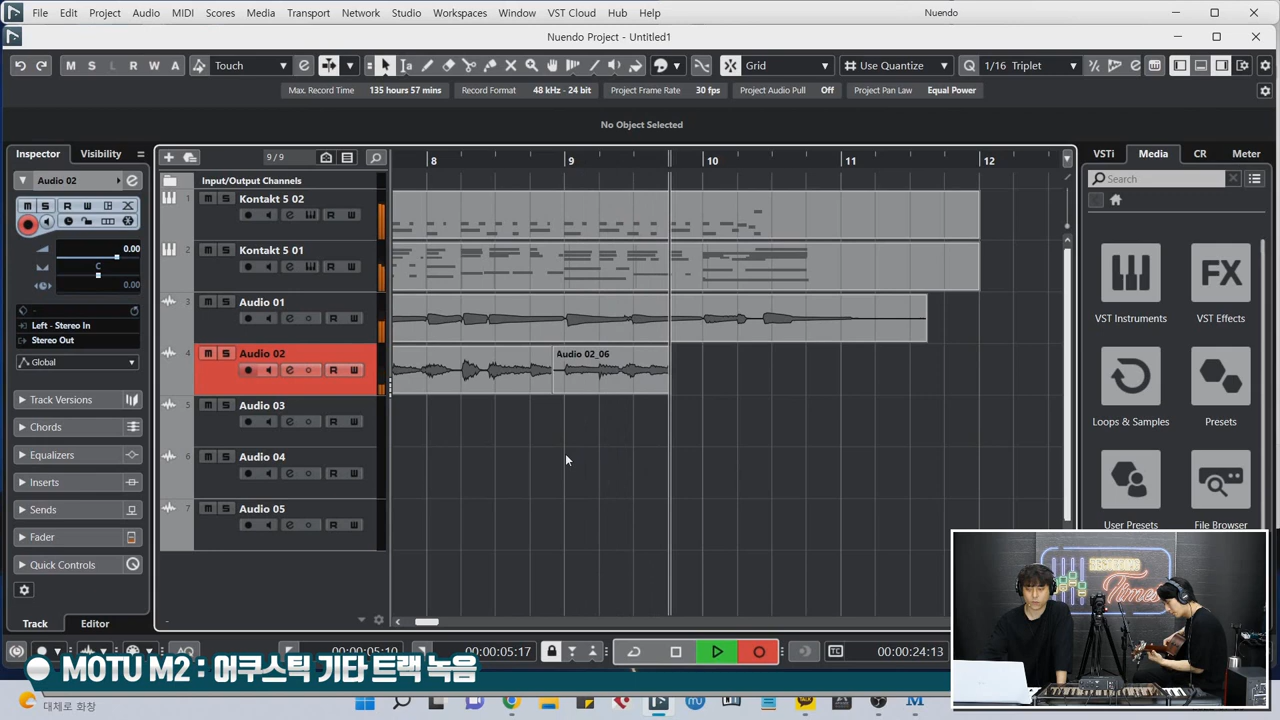 File Edit Project Audio MIDI Scores Media Transport Network Studio Workspaces Window VST Cloud Hub Help Nuendo
Nuendo Project - Untitled1
M S L R W A Touch Grid Use Quantize Q 1/16 Triplet
Max. Record Time 135 hours 57 mins Record Format 48 kHz - 24 bit Project Frame Rate 30 fps Project Audio Pull Off Project Pan Law Equal Power
No Object Selected
Inspector Visibility
9/9
8 9 10 11 12
VSTi Media CR Meter
Audio 02
Input/Output Channels
Search
1 Kontakt 5 02
2 Kontakt 5 01
3 Audio 01
4 Audio 02
Audio 02_06
5 Audio 03
6 Audio 04
7 Audio 05
0.00
C
0.00
Left - Stereo In
Stereo Out
Global
Track Versions
Chords
Equalizers
Inserts
Sends
Fader
Quick Controls
Track Editor
VST Instruments VST Effects
Loops & Samples Presets
User Presets File Browser
Times
AQ 00:00:05:10 00:00:05:17 TC 00:00:24:13
MOTU M2 : 어쿠스틱 기타 트랙 녹음
대체로 화창